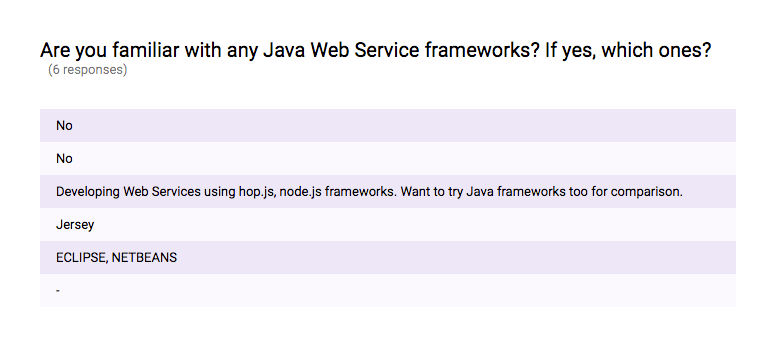 Are you familiar with any Java Web Service frameworks? If yes, which ones?
(6 responses)
No
No
Developing Web Services using hop.js, node.js frameworks. Want to try Java frameworks too for comparison.
Jersey
ECLIPSE, NETBEANS
-